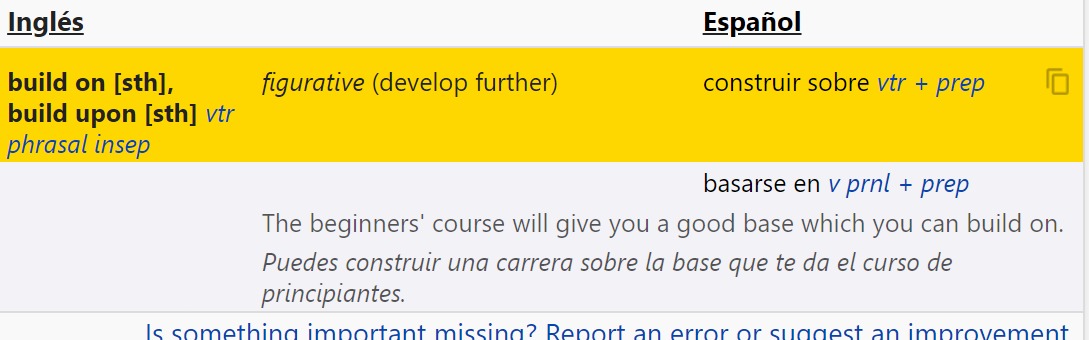 Inglés Español
build on [sth], figurative (develop further) construir sobre vtr + prep
build upon [sth] vtr
phrasal insep
basarse en v prnl + prep
The beginners' course will give you a good base which you can build on.
Puedes construir una carrera sobre la base que te da el curso de
principiantes.
Is something important missing? Report an error or suggest an improvement